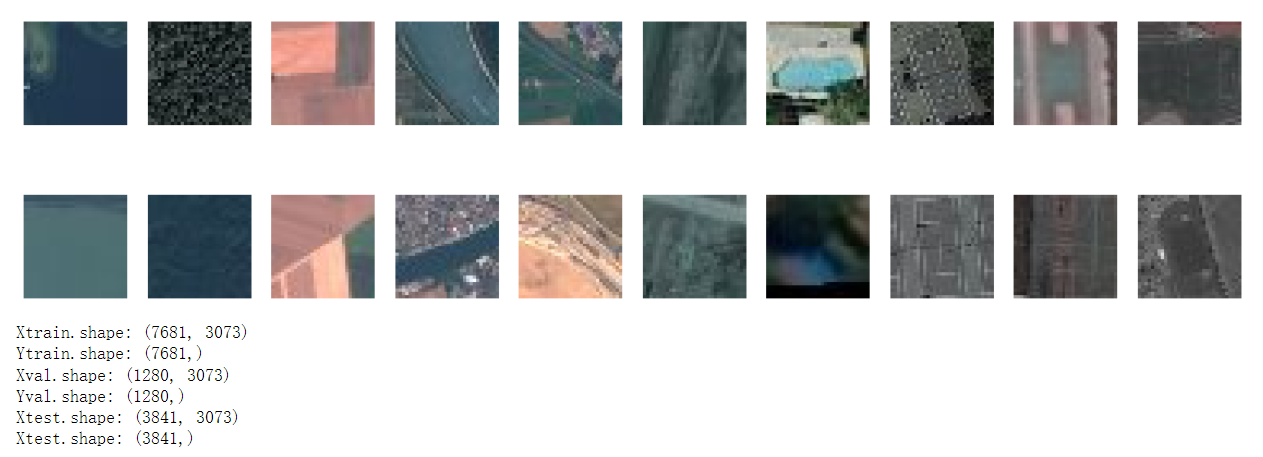 Xtrain.shape: (7681, 3073)
Ytrain.shape: (7681,)
Xval.shape: (1280, 3073)
Yval.shape: (1280,)
Xtest.shape: (3841, 3073)
Xtest.shape: (3841,)